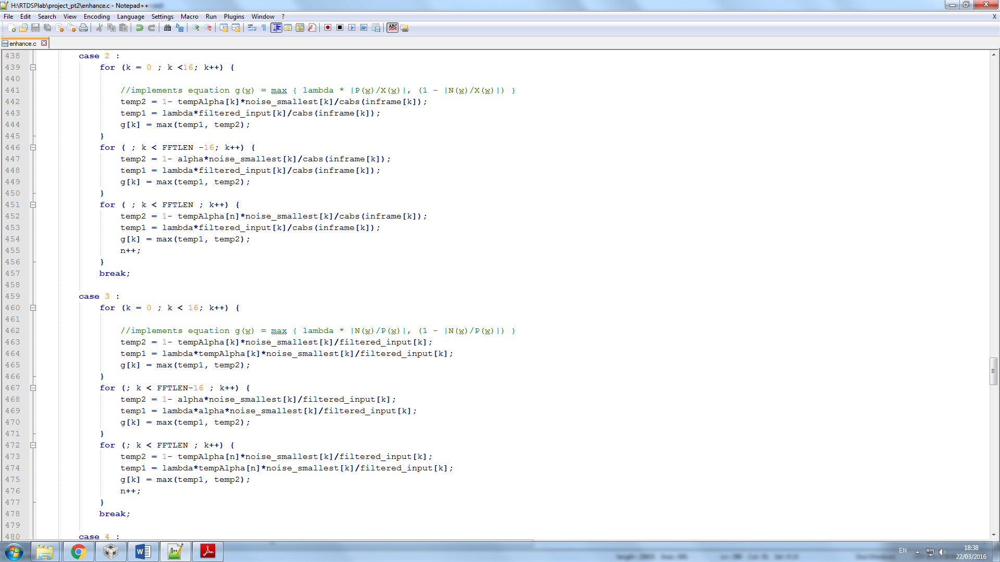 H:\RTDSPlab\project_pt2\enhance.c - Notepad++
File Edit Search View Encoding Language Settings Macro Run Plugins Window ? X
enhance.c
438 case 2 :
439 for (k = 0 ; k <16; k++) {
440
441 //implements equation g(w) = max { lambda * |P(w)/X(w)|, (1 - |N(w)/X(w)|) }
442 temp2 = 1- tempAlpha[k]*noise_smallest[k]/cabs(inframe[k]);
443 temp1 = lambda*filtered_input[k]/cabs(inframe[k]);
444 g[k] = max(temp1, temp2);
445 }
446 for ( ; k < FFTLEN -16; k++) {
447 temp2 = 1- alpha*noise_smallest[k]/cabs(inframe[k]);
448 temp1 = lambda*filtered_input[k]/cabs(inframe[k]);
449 g[k] = max(temp1, temp2);
450 }
451 for ( ; k < FFTLEN ; k++) {
452 temp2 = 1- tempAlpha[n]*noise_smallest[k]/cabs(inframe[k]);
453 temp1 = lambda*filtered_input[k]/cabs(inframe[k]);
454 g[k] = max(temp1, temp2);
455 n++;
456 }
457 break;
458
459 case 3 :
460 for (k = 0 ; k < 16; k++) {
461
462 //implements equation g(w) = max { lambda * |N(w)/P(w)|, (1 - |N(w)/P(w)|) }
463 temp2 = 1- tempAlpha[k]*noise_smallest[k]/filtered_input[k];
464 temp1 = lambda*tempAlpha[k]*noise_smallest[k]/filtered_input[k];
465 g[k] = max(temp1, temp2);
466 }
467 for (; k < FFTLEN-16 ; k++) {
468 temp2 = 1- alpha*noise_smallest[k]/filtered_input[k];
469 temp1 = lambda*alpha*noise_smallest[k]/filtered_input[k];
470 g[k] = max(temp1, temp2);
471 }
472 for (; k < FFTLEN ; k++) {
473 temp2 = 1- tempAlpha[n]*noise_smallest[k]/filtered_input[k];
474 temp1 = lambda*tempAlpha[n]*noise_smallest[k]/filtered_input[k];
475 g[k] = max(temp1, temp2);
476 n++;
477 }
478 break;
479
480 case 4 :
EN
18:38
22/03/2016